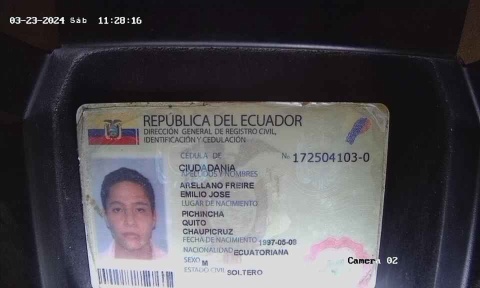 03-23-2024 Sáb 11:28:16
REPÚBLICA DEL ECUADOR
DIRECCIÓN GENERAL DE REGISTRO CIVIL,
IDENTIFICACIÓN Y CEDULACIÓN
CÉDULA DE
No 172504103-0
CIUDADANÍA
APELLIDOS Y NOMBRES
ARELLANO FREIRE
EMILIO JOSE
LUGAR DE NACIMIENTO
PICHINCHA
QUITO
CHAUPICRUZ
FECHA DE NACIMIENTO 1997-05-09
NACIONALIDAD ECUATORIANA
SEXO M
ESTADO CIVIL SOLTERO
Camera 02